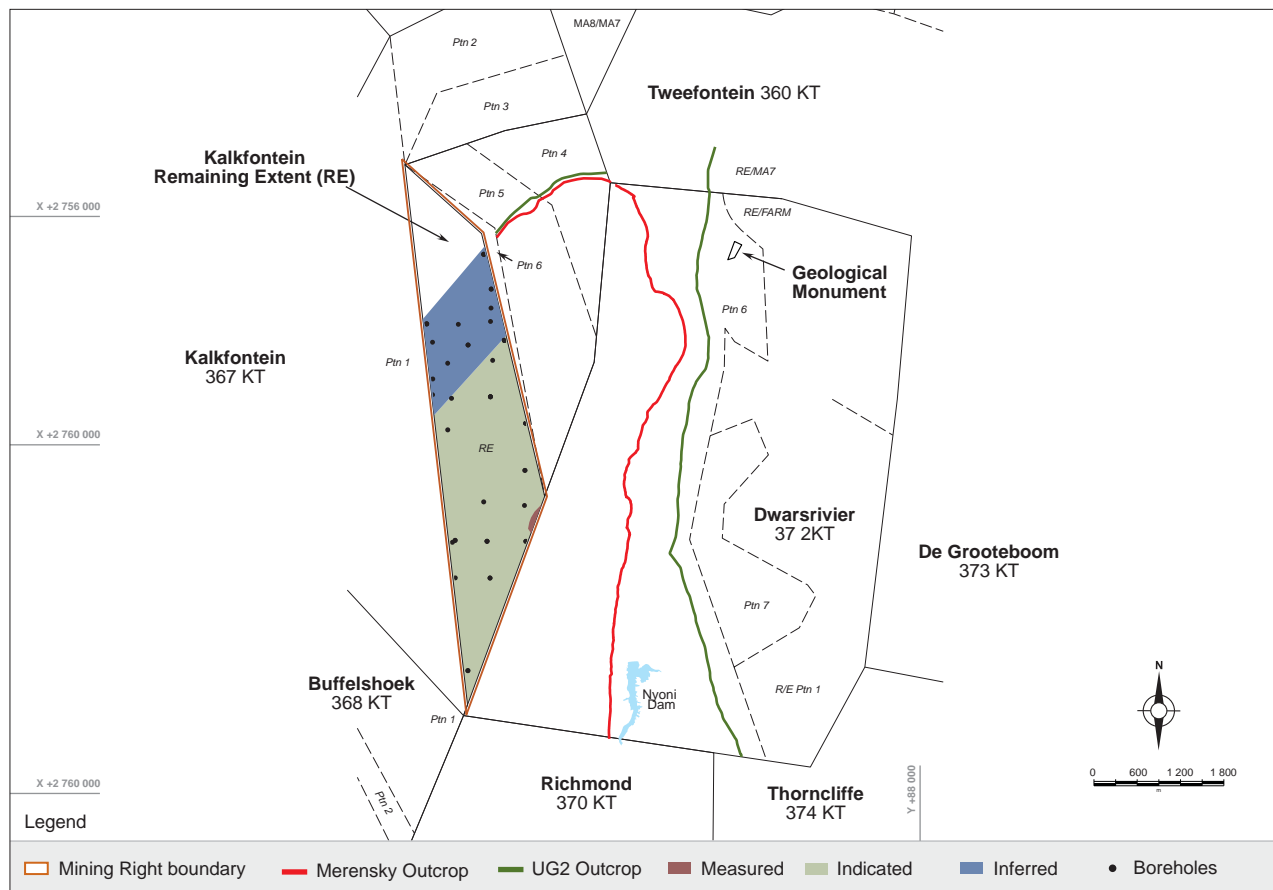 Ptn 2
MA8/MA7
Tweefontein 360 KT
Ptn 3
Kalkfontein
Remaining Extent (RE)
Ptn 4
RE/MA7
Ptn 5
X +2 756 000
RE/FARM
Ptn 6
Geological
Monument
Ptn 6
Kalkfontein
367 KT
Ptn 1
X +2 760 000
RE
Dwarsrivier
37 2KT
De Grooteboom
373 KT
Ptn 7
Buffelshoek
368 KT
Nyoni
Dam
R/E Ptn 1
Ptn 1
N
X +2 760 000
Ptn 2
Richmond
370 KT
Thorncliffe
374 KT
Y +88 000
0 600 1 200 1 800
m
Legend
Mining Right boundary Merensky Outcrop UG2 Outcrop Measured Indicated Inferred Boreholes